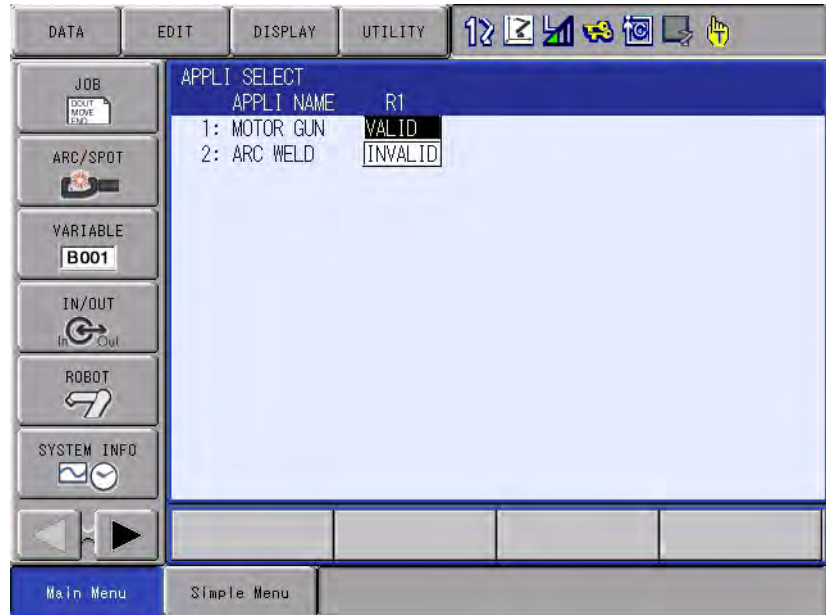 DATA EDIT DISPLAY UTILITY
JOB
DOUT
MOVE
END
ARC/SPOT
VARIABLE
B001
IN/OUT
In Out
ROBOT
SYSTEM INFO
APPLI SELECT
APPLI NAME R1
1: MOTOR GUN VALID
2: ARC WELD INVALID
Main Menu Simple Menu